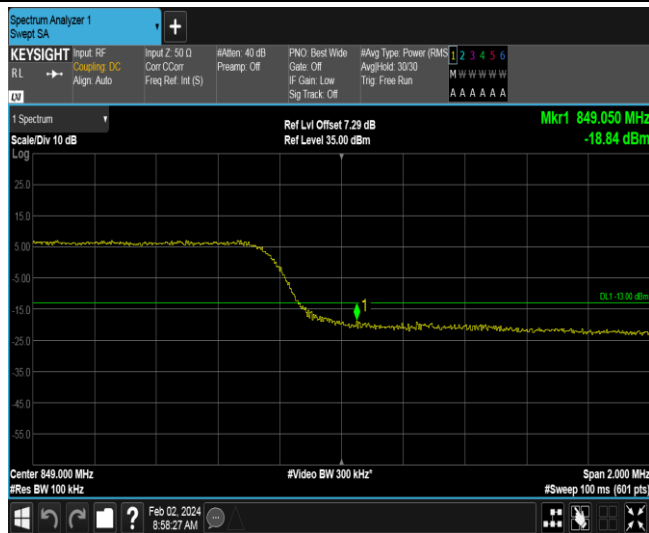 Spectrum Analyzer 1
Swept SA
+
KEYSIGHT
RL
Input: RF
Coupling: DC
Align: Auto
Input Z: 50 Ω
Corr CCorr
Freq Ref: Int (S)
#Atten: 40 dB
Preamp: Off
PNO: Best Wide
Gate: Off
IF Gain: Low
Sig Track: Off
#Avg Type: Power (RMS
Avg|Hold: 30/30
Trig: Free Run
1 2 3 4 5 6
M W W W W W
A A A A A A
1 Spectrum
Scale/Div 10 dB
Log
Ref Lvl Offset 7.29 dB
Ref Level 35.00 dBm
Mkr1 849.050 MHz
-18.84 dBm
25.0
15.0
5.00
-5.00
DL1 -13.00 dBm
1
-15.0
-25.0
-35.0
-45.0
-55.0
Center 849.000 MHz
#Res BW 100 kHz
#Video BW 300 kHz*
Span 2.000 MHz
#Sweep 100 ms (601 pts)
?
Feb 02, 2024
8:58:27 AM